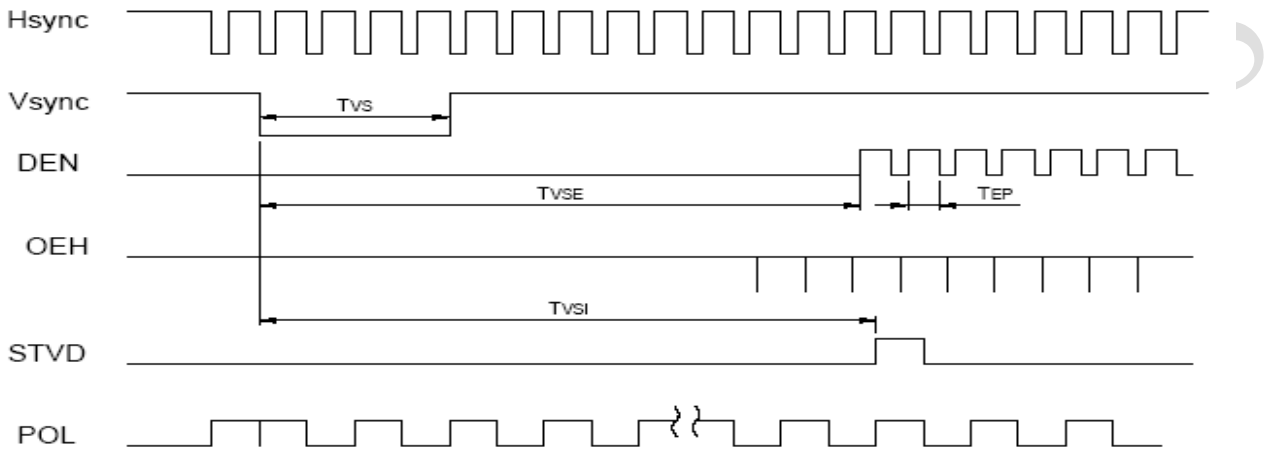 Hsync
Vsync
TVS
DEN
TVSE
TEP
OEH
TVSI
STVD
POL